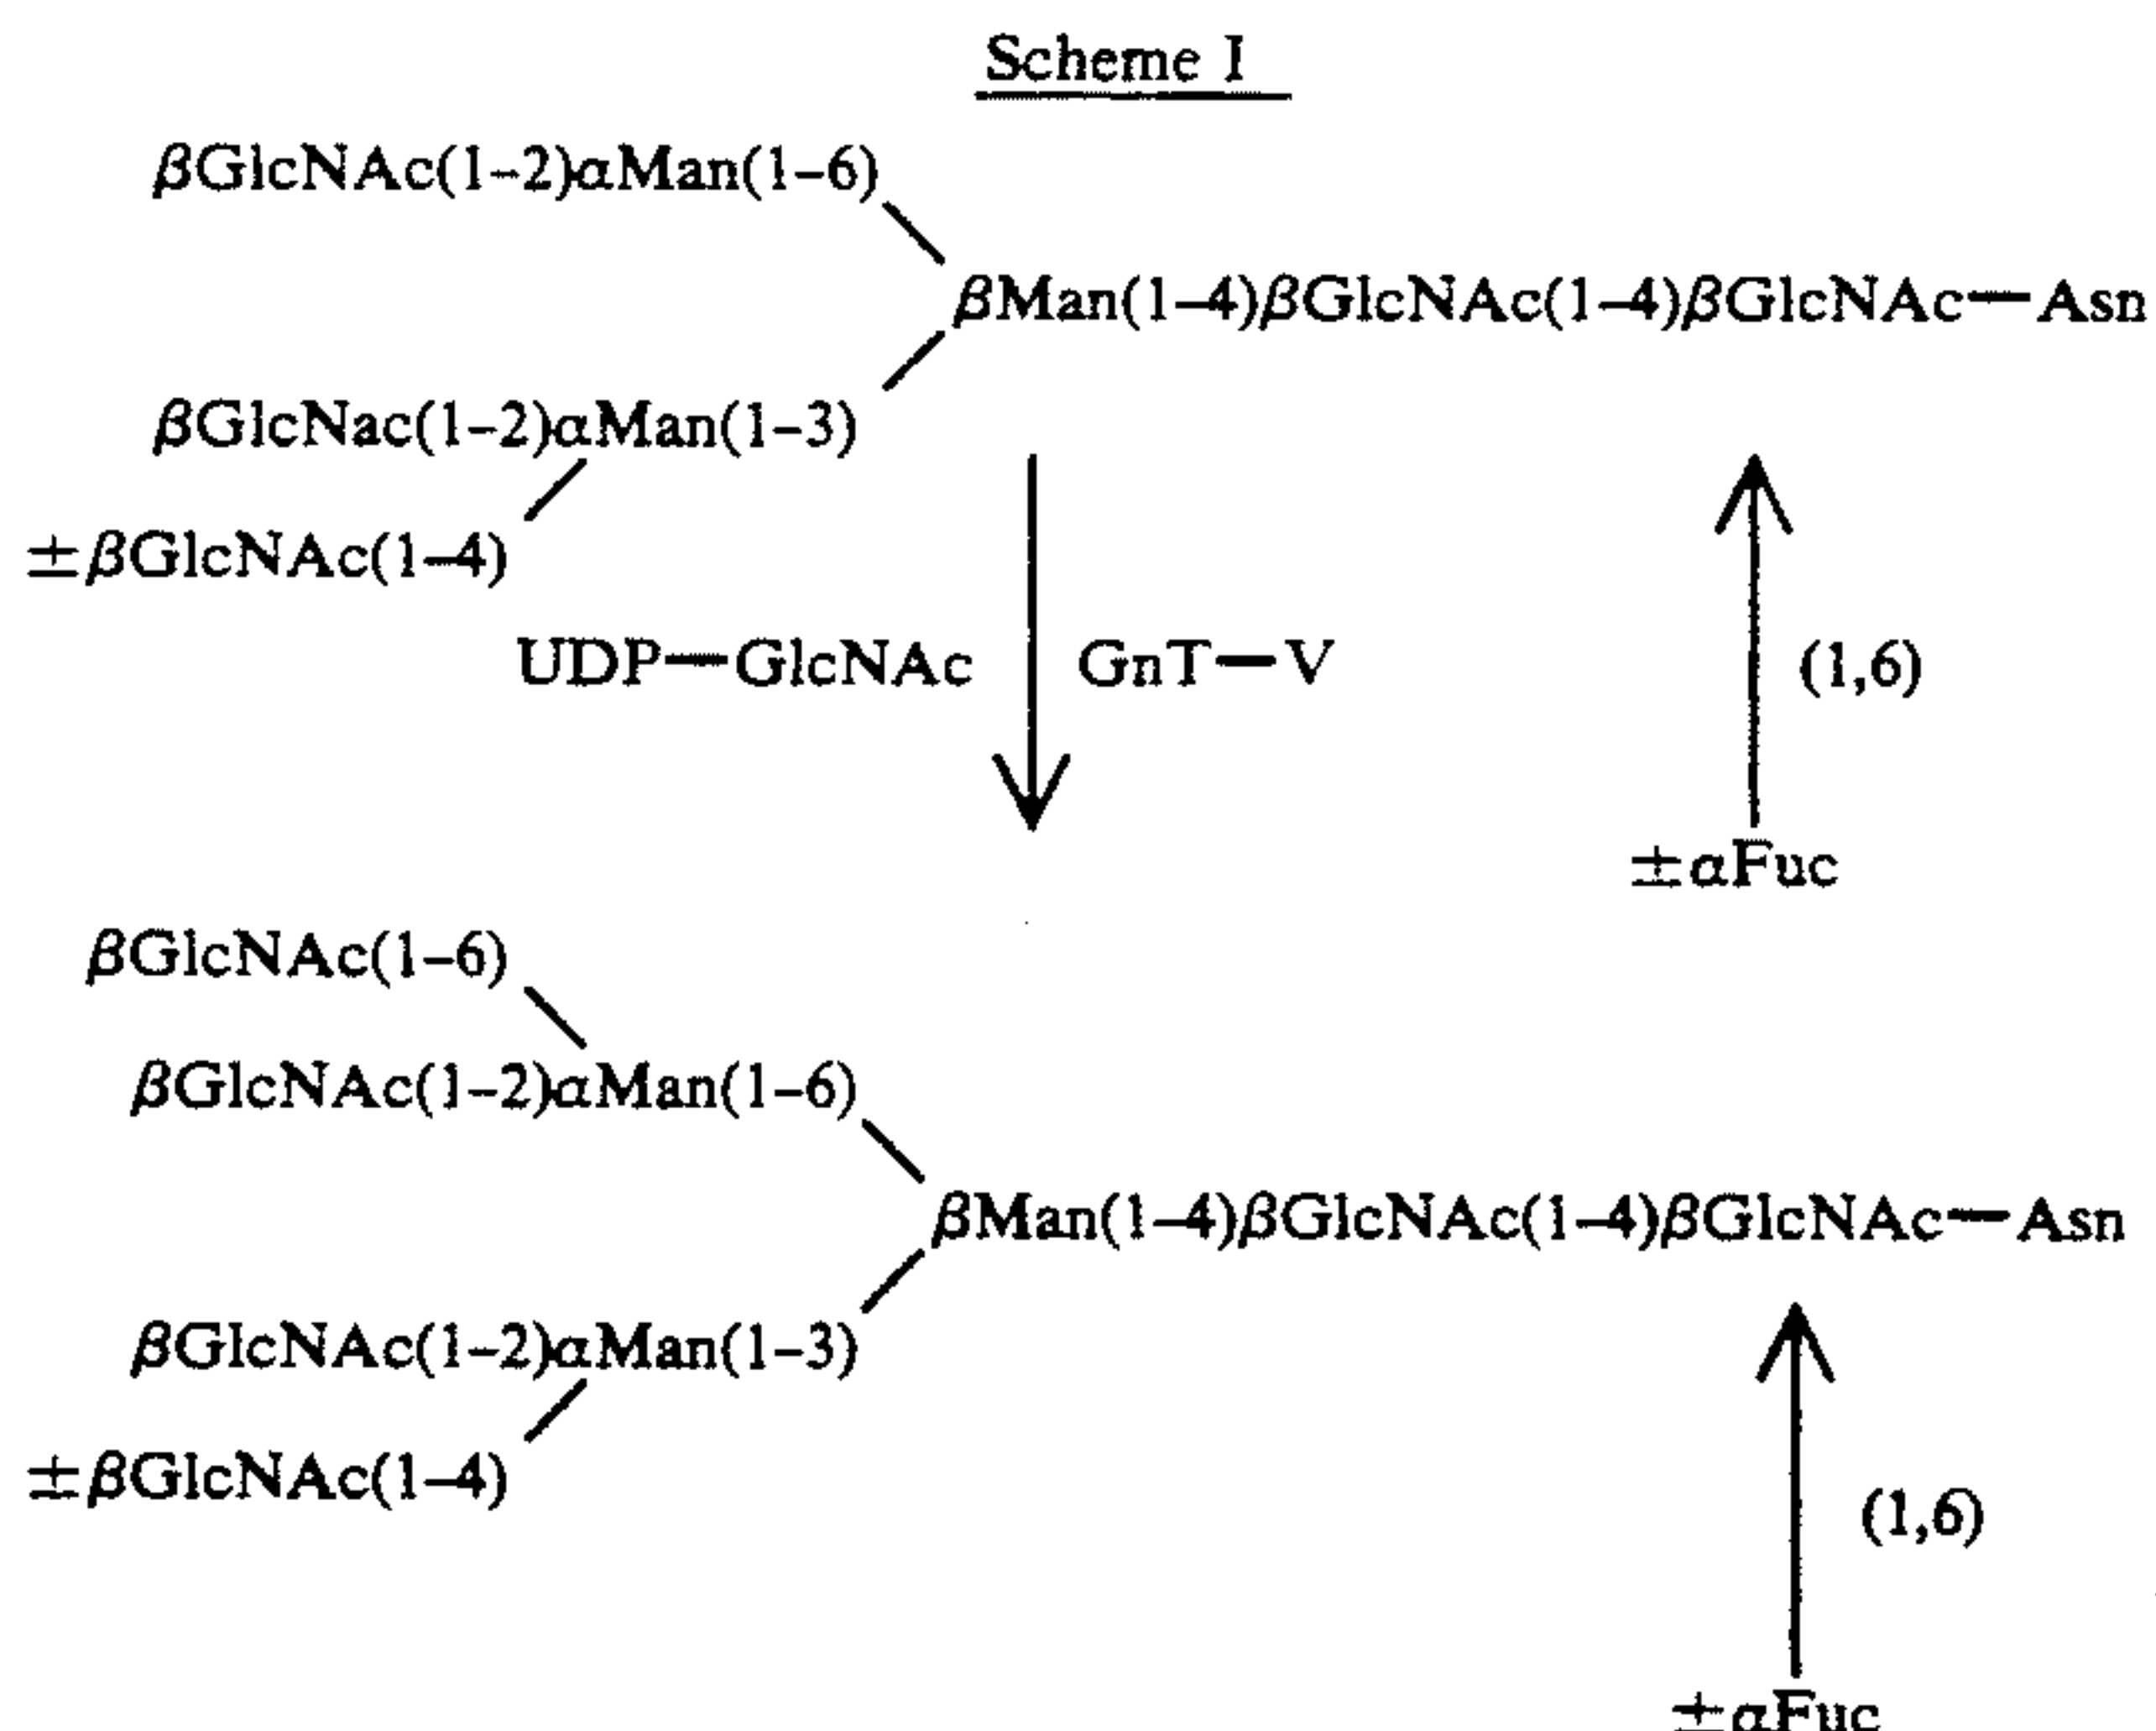 Scheme I
βGlcNAc(1–2)αMan(1–6)
βMan(1–4)βGlcNAc(1–4)βGlcNAc—Asn
βGlcNac(1–2)αMan(1–3)
±βGlcNAc(1–4)
UDP—GlcNAc GnT—V (1,6)
±αFuc
βGlcNAc(1–6)
βGlcNAc(1–2)αMan(1–6)
βMan(1–4)βGlcNAc(1–4)βGlcNAc—Asn
βGlcNAc(1–2)αMan(1–3)
±βGlcNAc(1–4)
(1,6)
±αFuc